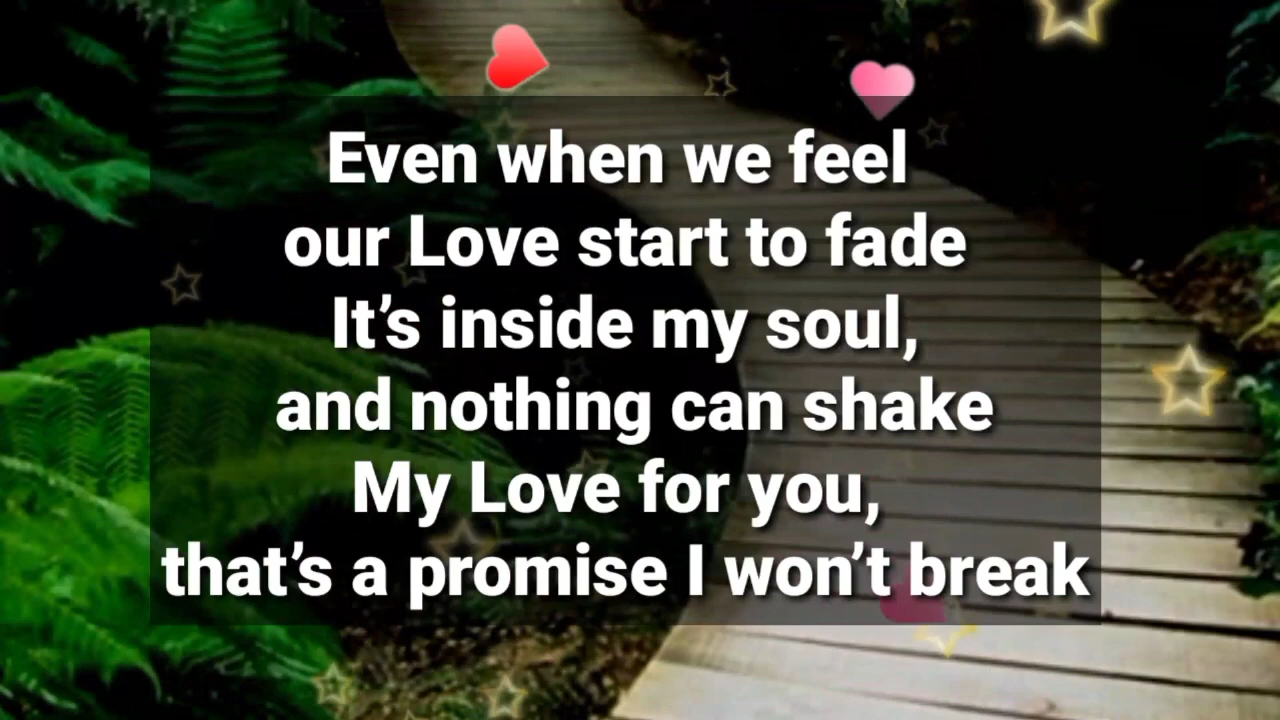 Even when we feel
our Love start to fade
It’s inside my soul,
and nothing can shake
My Love for you,
that’s a promise I won’t break